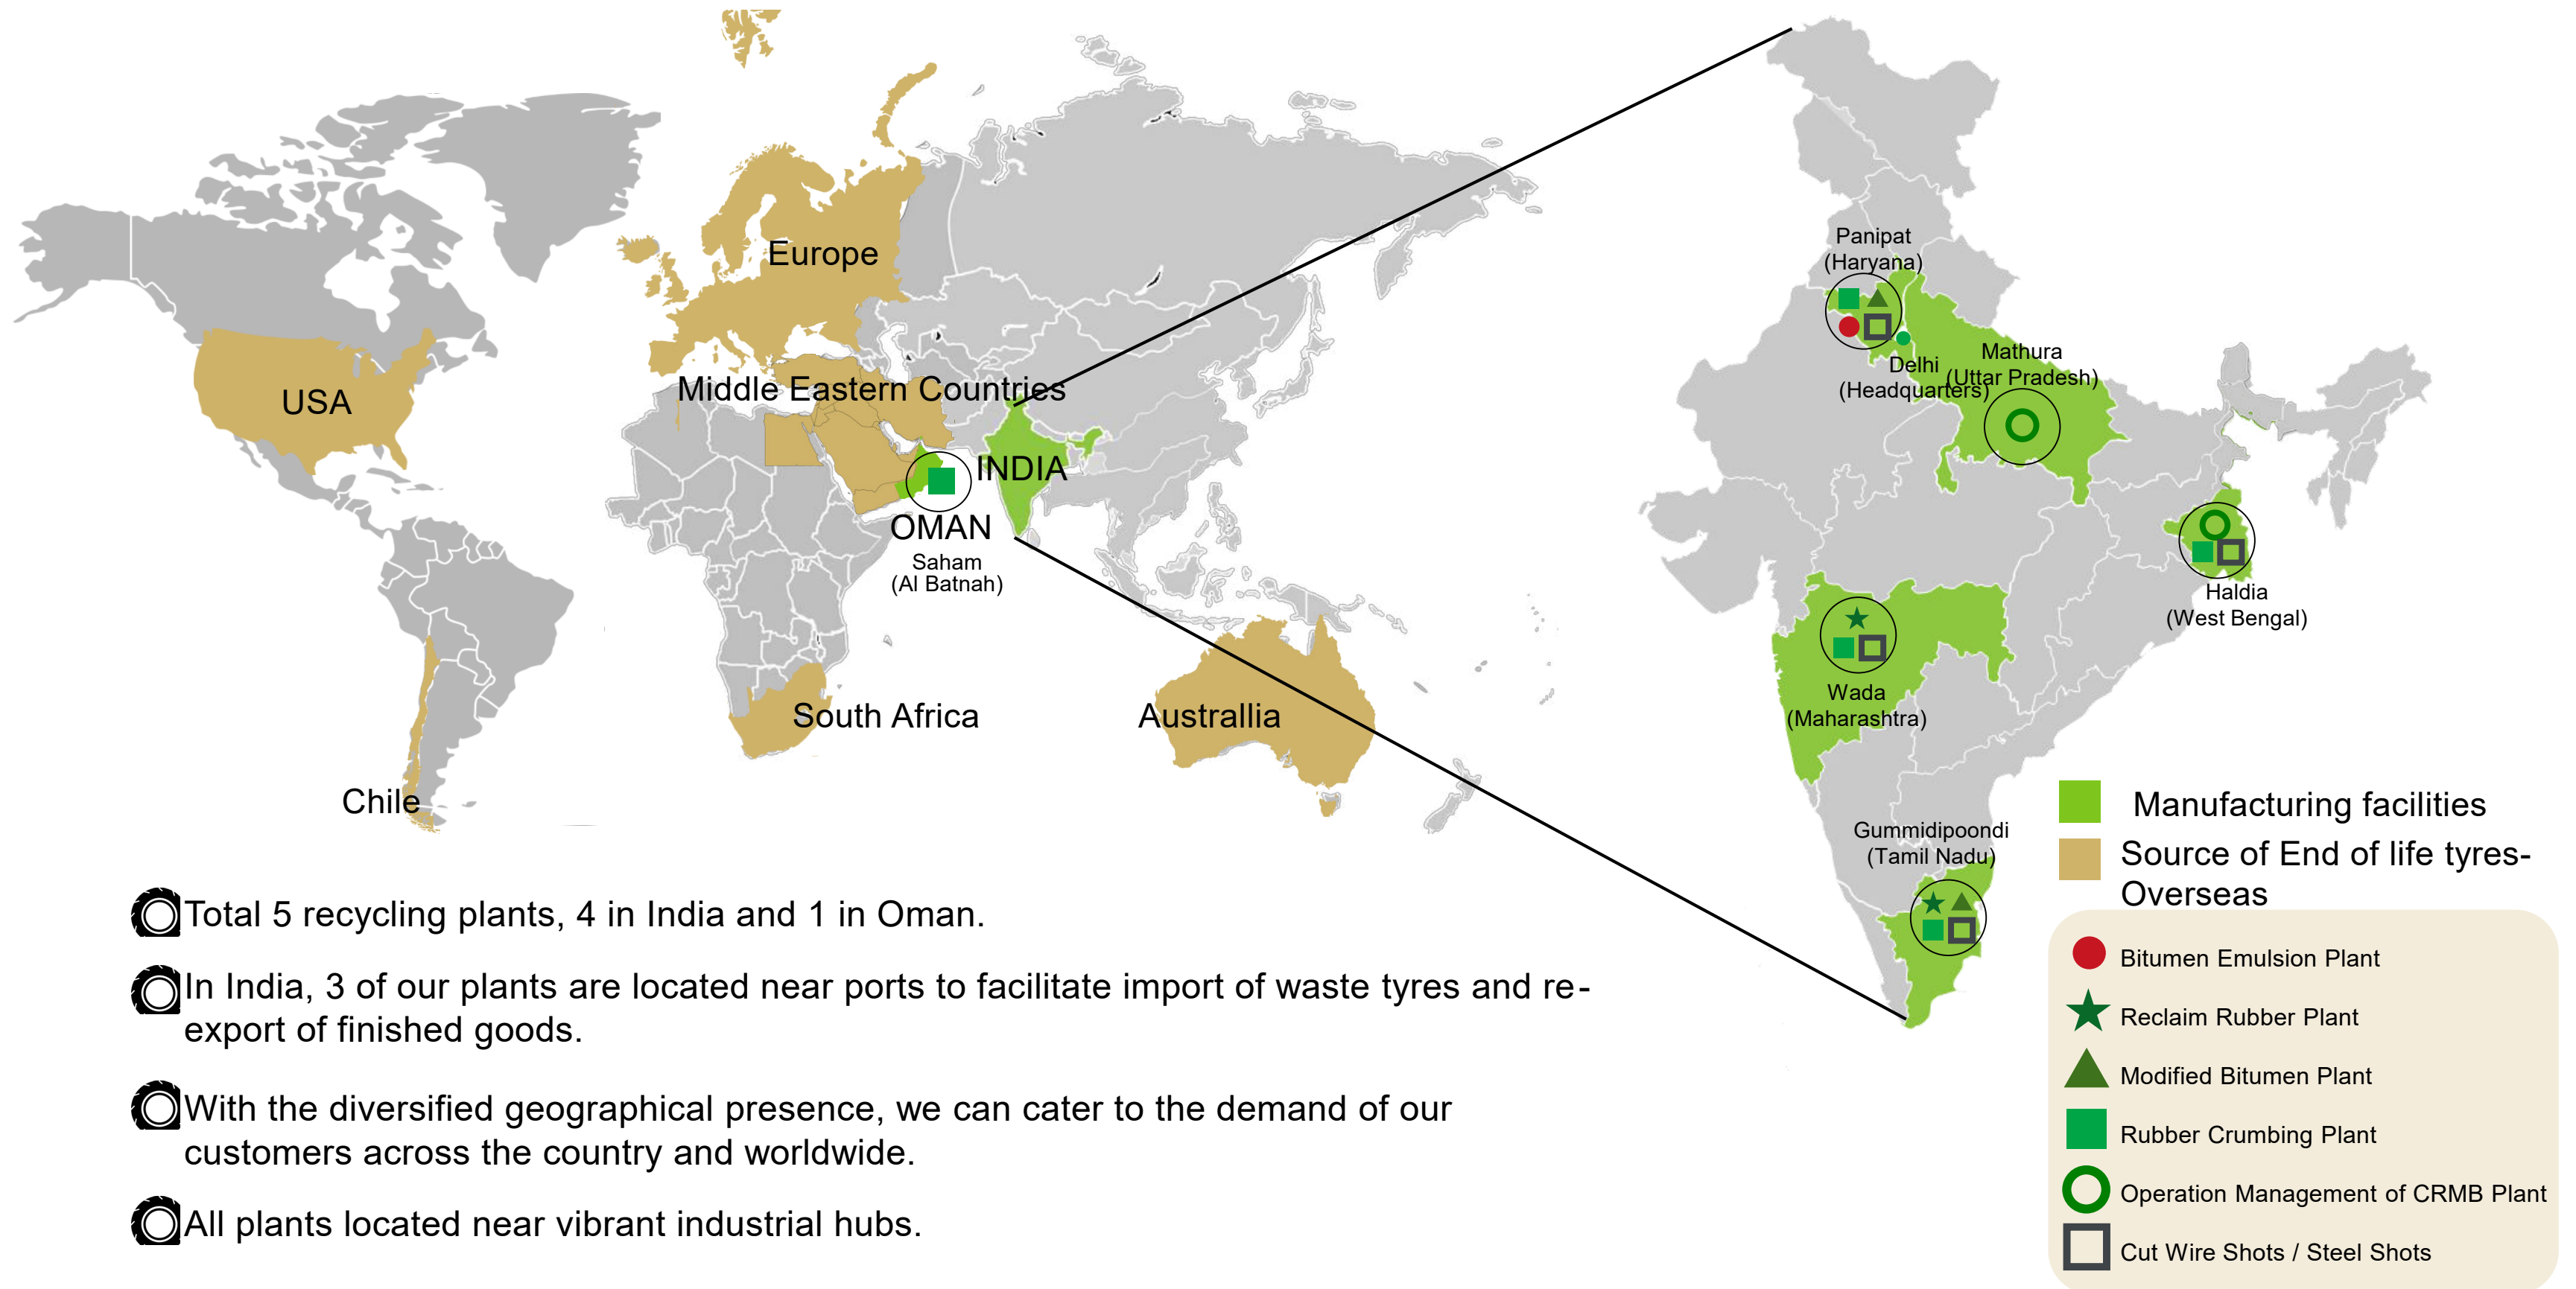 Europe
USA
Middle Eastern Countries
INDIA
OMAN
Saham
(Al Batnah)
South Africa
Australlia
Chile
Panipat
(Haryana)
Delhi
(Headquarters)
Mathura
(Uttar Pradesh)
Haldia
(West Bengal)
Wada
(Maharashtra)
Gummidipoondi
(Tamil Nadu)
Manufacturing facilities
Source of End of life tyres-
Overseas
Bitumen Emulsion Plant
Reclaim Rubber Plant
Modified Bitumen Plant
Rubber Crumbing Plant
Operation Management of CRMB Plant
Cut Wire Shots / Steel Shots
Total 5 recycling plants, 4 in India and 1 in Oman.
In India, 3 of our plants are located near ports to facilitate import of waste tyres and re-
export of finished goods.
With the diversified geographical presence, we can cater to the demand of our
customers across the country and worldwide.
All plants located near vibrant industrial hubs.